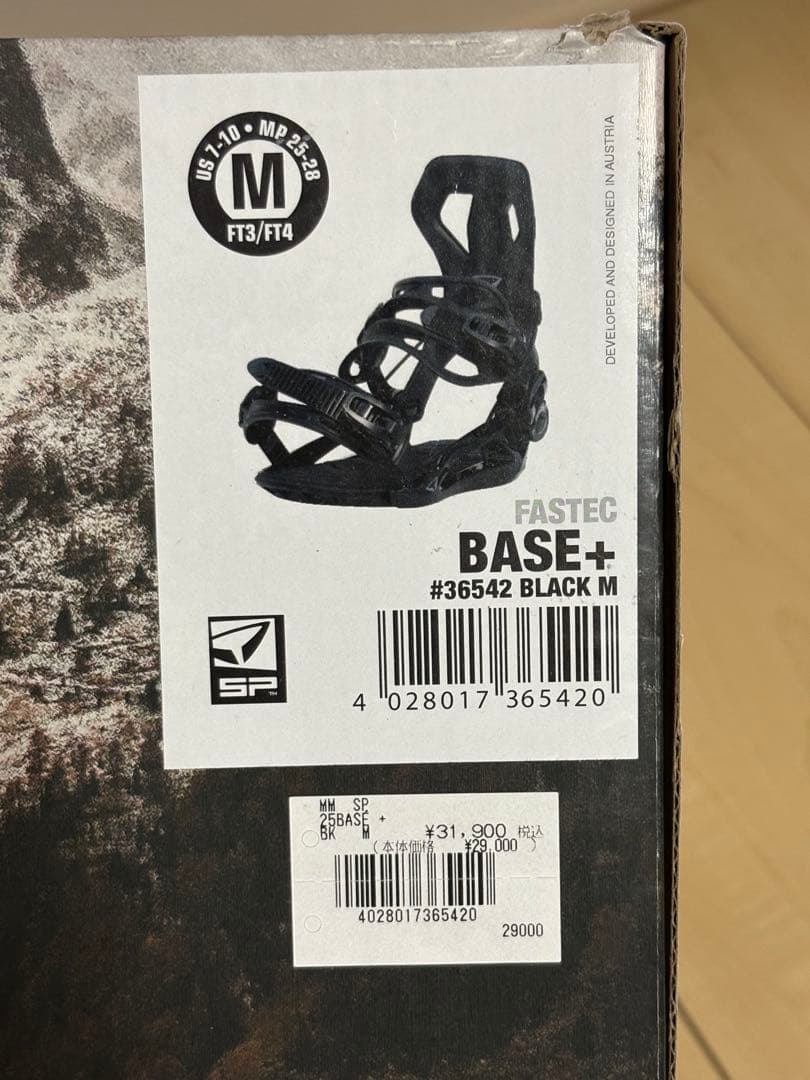 US 7-10 • MP 25-28
M
FT3/FT4
DEVELOPED AND DESIGNED IN AUSTRIA
FASTEC
BASE+
#36542 BLACK M
SP™
4 028017 365420
MM SP
25BASE +
BK M ¥31,900 税込
(本体価格 ¥29,000 )
4028017365420
29000